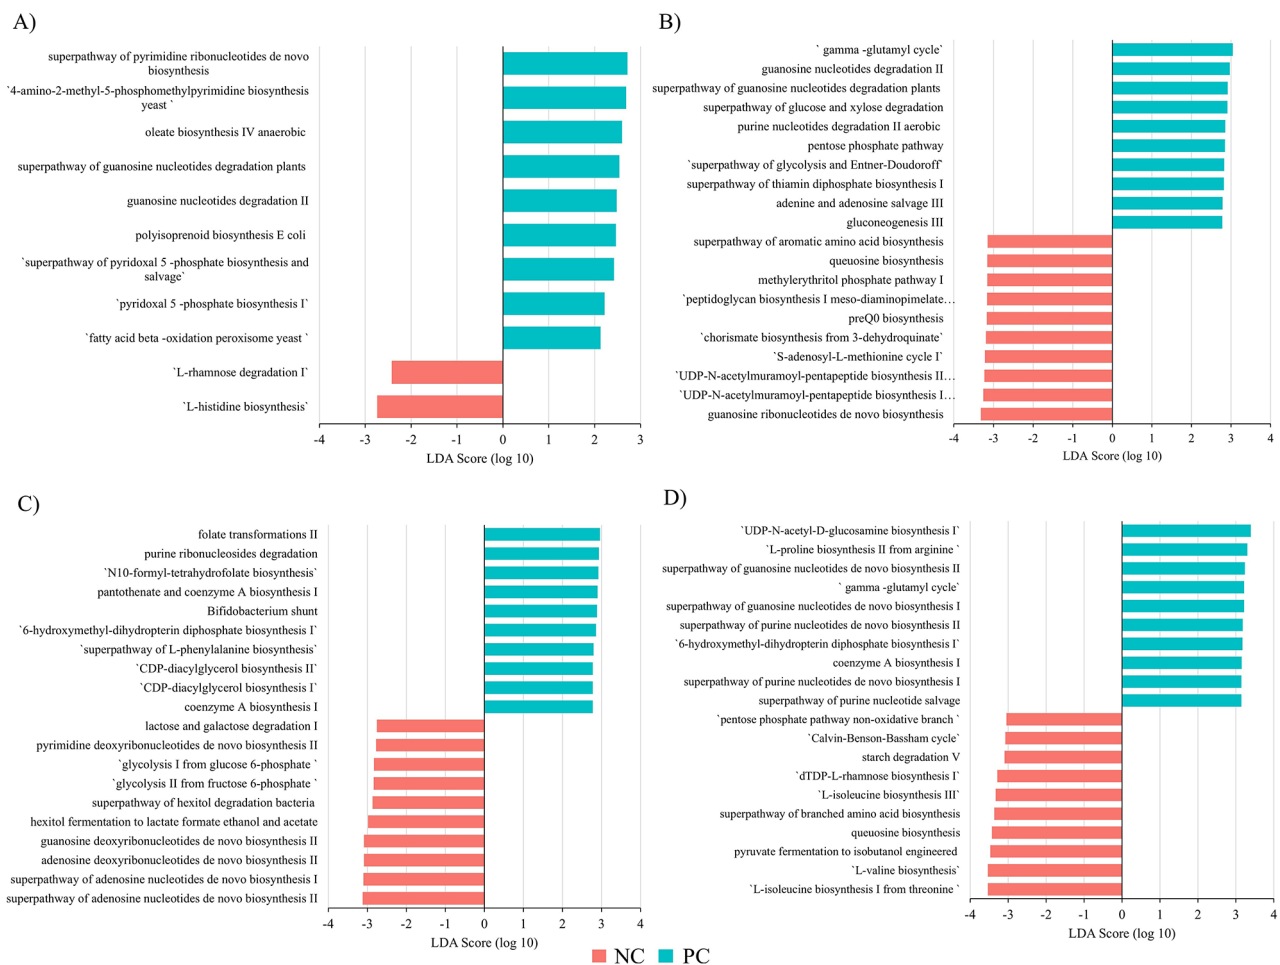 A)
superpathway of pyrimidine ribonucleotides de novo
biosynthesis
`4-amino-2-methyl-5-phosphomethylpyrimidine biosynthesis
yeast `
oleate biosynthesis IV anaerobic
superpathway of guanosine nucleotides degradation plants
guanosine nucleotides degradation II
polyisoprenoid biosynthesis E coli
`superpathway of pyridoxal 5 -phosphate biosynthesis and
salvage`
`pyridoxal 5 -phosphate biosynthesis I`
`fatty acid beta -oxidation peroxisome yeast `
`L-rhamnose degradation I`
`L-histidine biosynthesis`
-4 -3 -2 -1 0 1 2 3
LDA Score (log 10)
B)
` gamma -glutamyl cycle`
guanosine nucleotides degradation II
superpathway of guanosine nucleotides degradation plants
superpathway of glucose and xylose degradation
purine nucleotides degradation II aerobic
pentose phosphate pathway
`superpathway of glycolysis and Entner-Doudoroff`
superpathway of thiamin diphosphate biosynthesis I
adenine and adenosine salvage III
gluconeogenesis III
superpathway of aromatic amino acid biosynthesis
queuosine biosynthesis
methylerythritol phosphate pathway I
`peptidoglycan biosynthesis I meso-diaminopimelate…
preQ0 biosynthesis
`chorismate biosynthesis from 3-dehydroquinate`
`S-adenosyl-L-methionine cycle I`
`UDP-N-acetylmuramoyl-pentapeptide biosynthesis II…
`UDP-N-acetylmuramoyl-pentapeptide biosynthesis I…
guanosine ribonucleotides de novo biosynthesis
-4 -3 -2 -1 0 1 2 3 4
LDA Score (log 10)
C)
folate transformations II
purine ribonucleosides degradation
`N10-formyl-tetrahydrofolate biosynthesis`
pantothenate and coenzyme A biosynthesis I
Bifidobacterium shunt
`6-hydroxymethyl-dihydropterin diphosphate biosynthesis I`
`superpathway of L-phenylalanine biosynthesis`
`CDP-diacylglycerol biosynthesis II`
`CDP-diacylglycerol biosynthesis I`
coenzyme A biosynthesis I
lactose and galactose degradation I
pyrimidine deoxyribonucleotides de novo biosynthesis II
`glycolysis I from glucose 6-phosphate `
`glycolysis II from fructose 6-phosphate `
superpathway of hexitol degradation bacteria
hexitol fermentation to lactate formate ethanol and acetate
guanosine deoxyribonucleotides de novo biosynthesis II
adenosine deoxyribonucleotides de novo biosynthesis II
superpathway of adenosine nucleotides de novo biosynthesis I
superpathway of adenosine nucleotides de novo biosynthesis II
-4 -3 -2 -1 0 1 2 3 4
LDA Score (log 10)
D)
`UDP-N-acetyl-D-glucosamine biosynthesis I`
`L-proline biosynthesis II from arginine `
superpathway of guanosine nucleotides de novo biosynthesis II
` gamma -glutamyl cycle`
superpathway of guanosine nucleotides de novo biosynthesis I
superpathway of purine nucleotides de novo biosynthesis II
`6-hydroxymethyl-dihydropterin diphosphate biosynthesis I`
coenzyme A biosynthesis I
superpathway of purine nucleotides de novo biosynthesis I
superpathway of purine nucleotide salvage
`pentose phosphate pathway non-oxidative branch `
`Calvin-Benson-Bassham cycle`
starch degradation V
`dTDP-L-rhamnose biosynthesis I`
`L-isoleucine biosynthesis III`
superpathway of branched amino acid biosynthesis
queuosine biosynthesis
pyruvate fermentation to isobutanol engineered
`L-valine biosynthesis`
`L-isoleucine biosynthesis I from threonine `
-4 -3 -2 -1 0 1 2 3 4
LDA Score (log 10)
NC PC